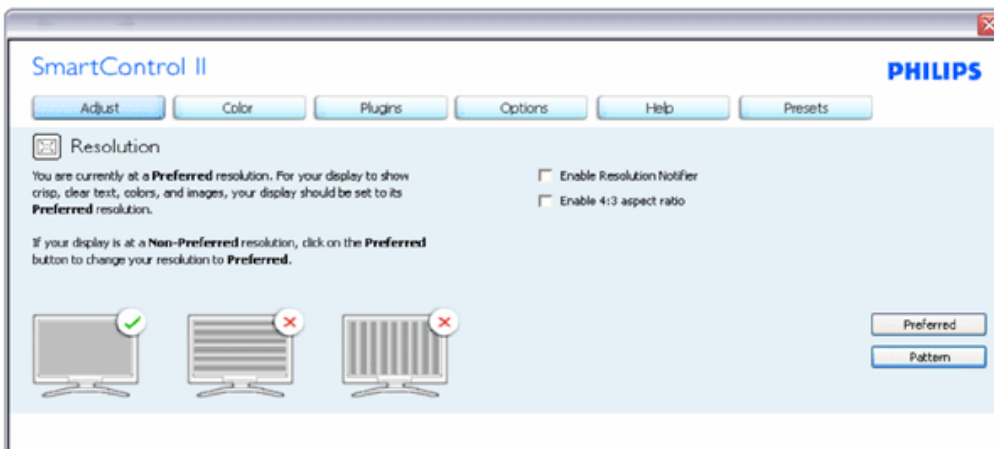 SmartControl II
PHILIPS
Adjust
Color
Plugins
Options
Help
Presets
Resolution
You are currently at a Preferred resolution. For your display to show
crisp, clear text, colors, and images, your display should be set to its
Preferred resolution.
If your display is at a Non-Preferred resolution, click on the Preferred
button to change your resolution to Preferred.
Enable Resolution Notifier
Enable 4:3 aspect ratio
Preferred
Pattern